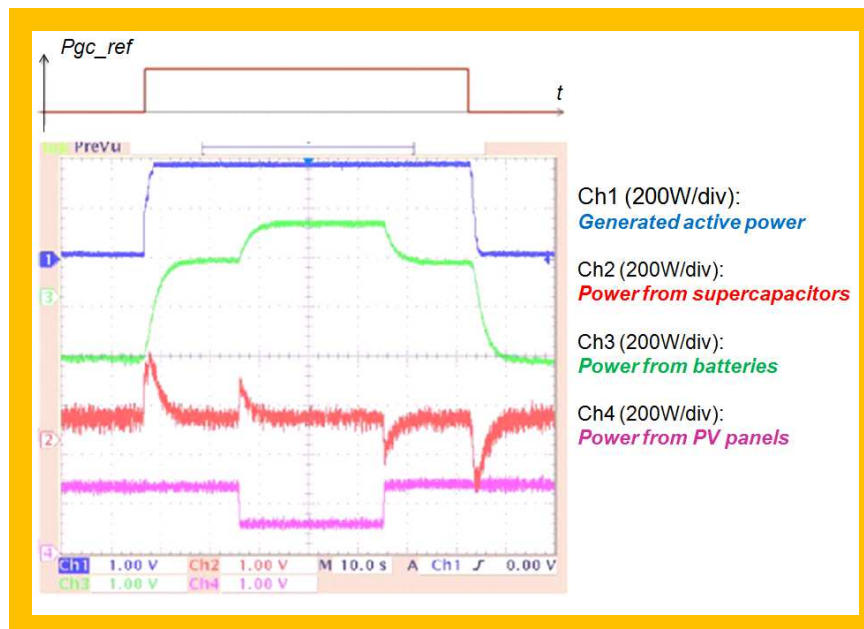 Pgc_ref
t
PreVu
1
3
2
4
Ch1 1.00 V Ch2 1.00 V M 10.0 s A Ch1 ʃ 0.00 V
Ch3 1.00 V Ch4 1.00 V
Ch1 (200W/div):
Generated active power
Ch2 (200W/div):
Power from supercapacitors
Ch3 (200W/div):
Power from batteries
Ch4 (200W/div):
Power from PV panels